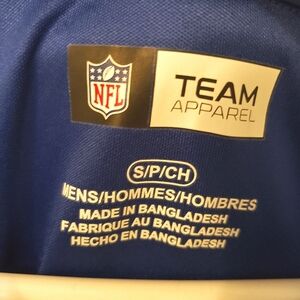 NFL
TEAM
APPAREL
S/P/CH
MENS/HOMMES/HOMBRES
MADE IN BANGLADESH
FABRIQUE AU BANGLADESH
HECHO EN BANGLADESH